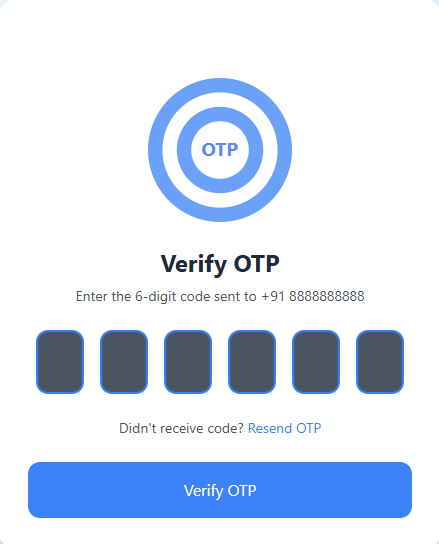 OTP
Verify OTP
Enter the 6-digit code sent to +91 8888888888
Didn't receive code? Resend OTP
Verify OTP